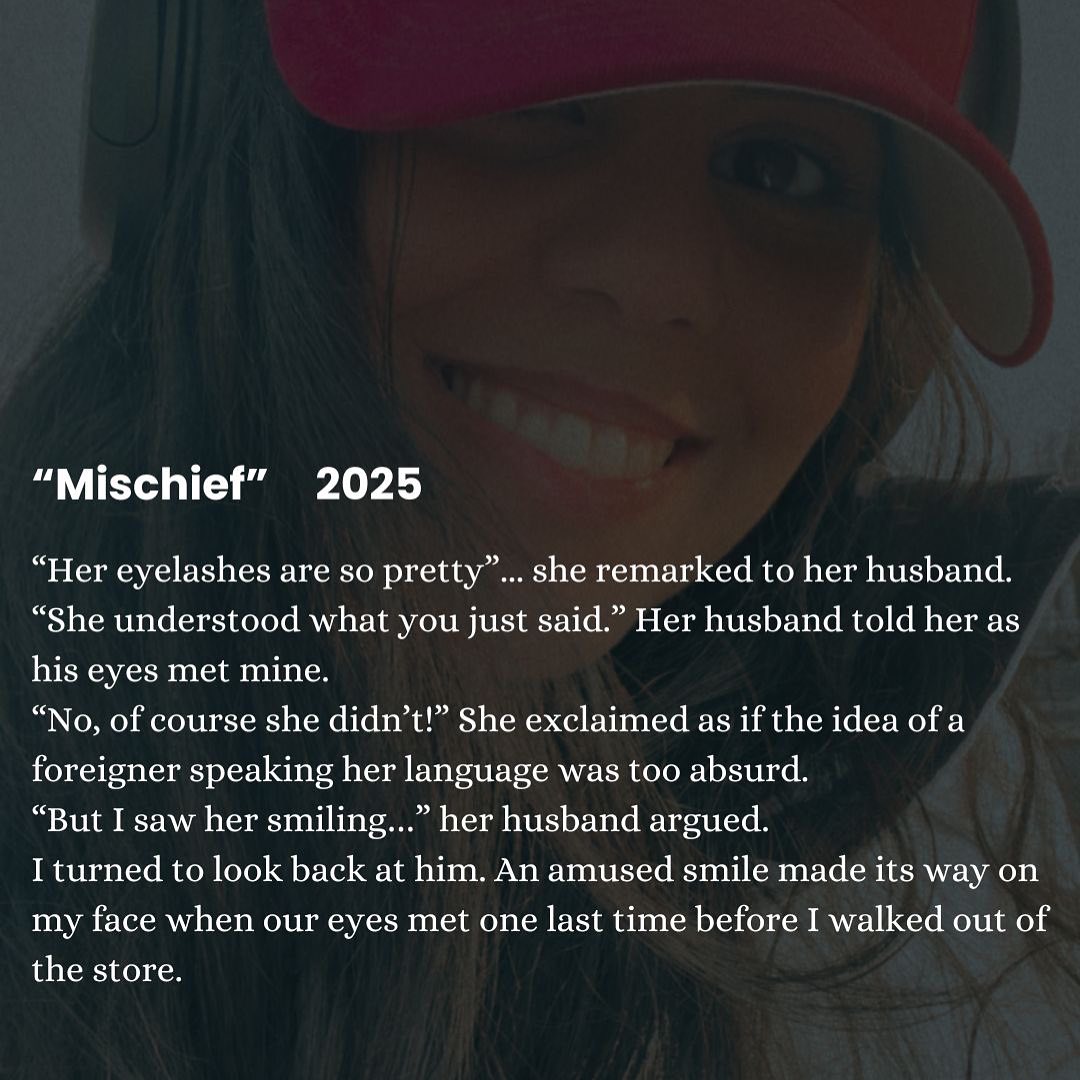 “Mischief” 2025
“Her eyelashes are so pretty”... she remarked to her husband.
“She understood what you just said.” Her husband told her as
his eyes met mine.
“No, of course she didn’t!” She exclaimed as if the idea of a
foreigner speaking her language was too absurd.
“But I saw her smiling...” her husband argued.
I turned to look back at him. An amused smile made its way on
my face when our eyes met one last time before I walked out of
the store.